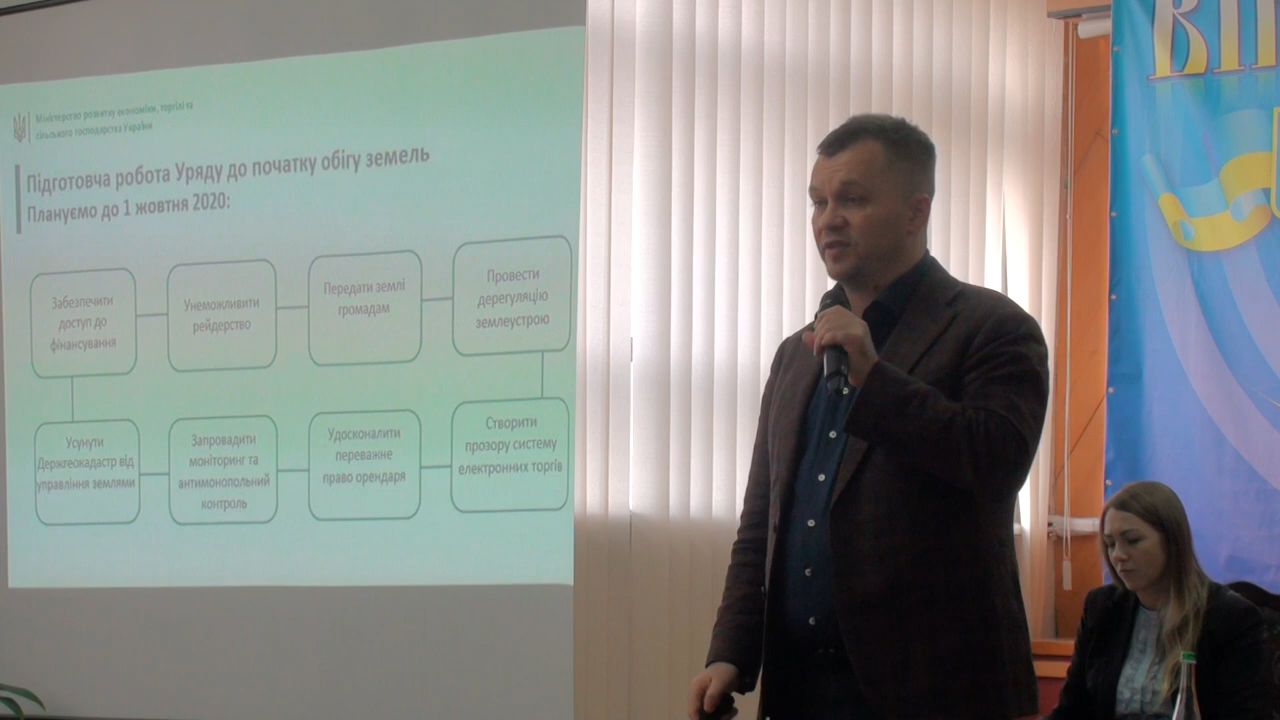 Міністерство розвитку економіки, торгівлі та
сільського господарства України
Підготовча робота Уряду до початку обігу земель
Плануємо до 1 жовтня 2020:
Забезпечити
доступ до
фінансування
Унеможливити
рейдерство
Передати землі
громадам
Провести
дерегуляцію
землеустрою
Усунути
Держгеокадастр від
управління землями
Запровадити
моніторинг та
антимонопольний
контроль
Удосконалити
переважне
право орендаря
Створити
прозору систему
електронних торгів